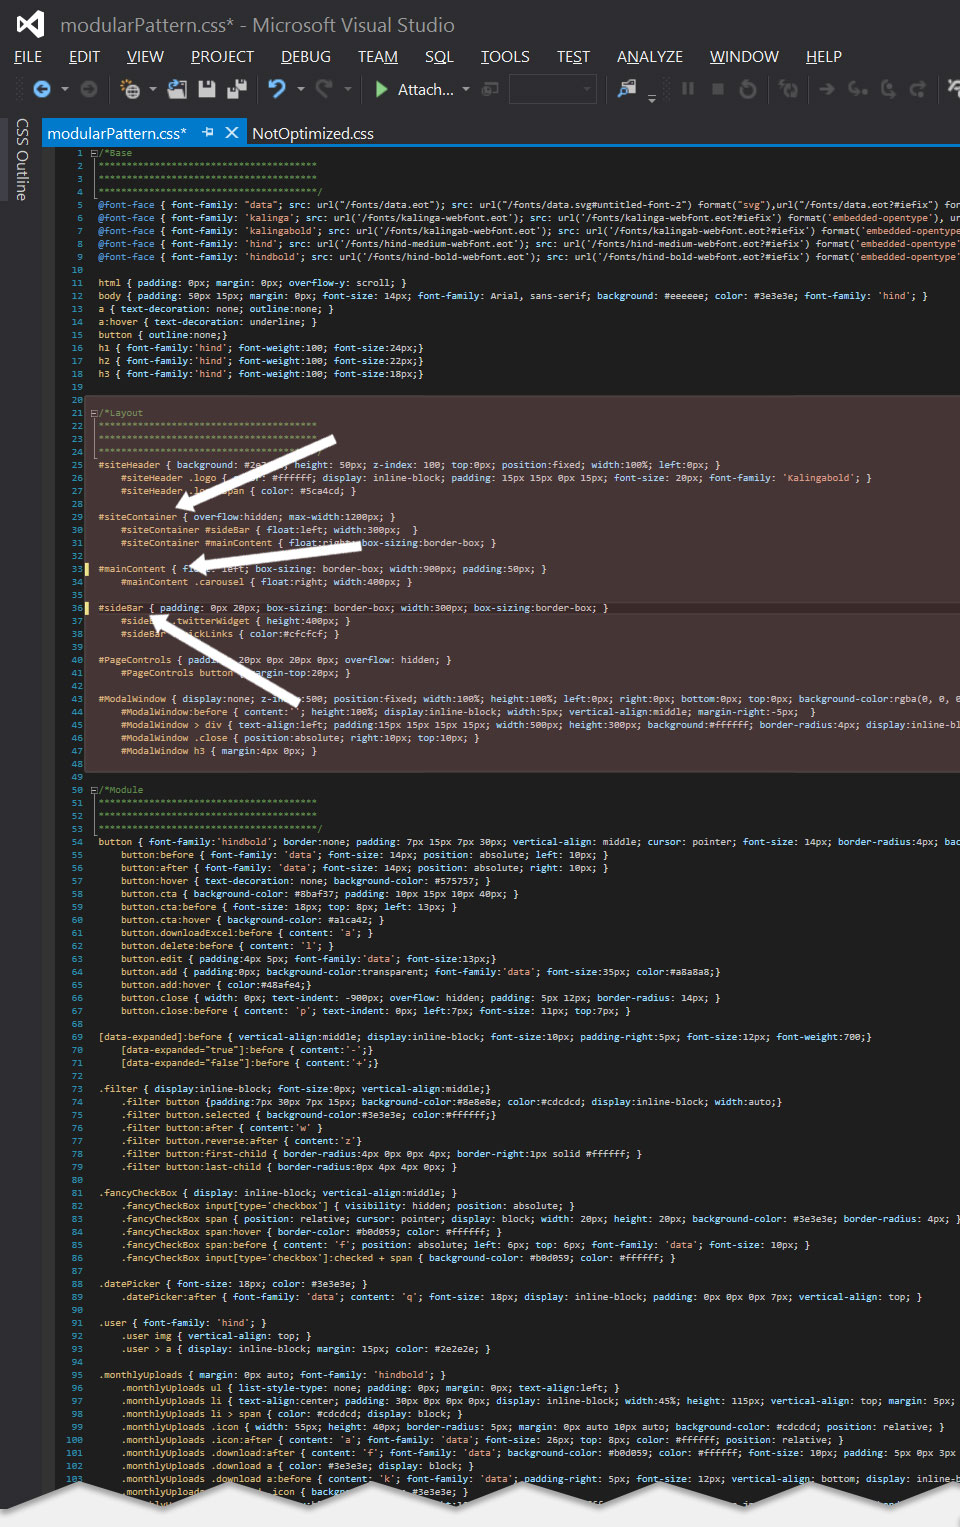 modularPattern.css* - Microsoft Visual Studio
FILE EDIT VIEW PROJECT DEBUG TEAM SQL TOOLS TEST ANALYZE WINDOW HELP
Attach...
CSS Outline
modularPattern.css* NotOptimized.css
1 /*Base
2 ***************************************
3 ***************************************
4 ***************************************/
5 @font-face { font-family: "data"; src: url("/fonts/data.eot"); src: url("/fonts/data.svg#untitled-font-2") format("svg"),url("/fonts/data.eot?#iefix") format(
6 @font-face { font-family: 'kalinga'; src: url('/fonts/kalinga-webfont.eot'); src: url('/fonts/kalinga-webfont.eot?#iefix') format('embedded-opentype'), ur
7 @font-face { font-family: 'kalingabold'; src: url('/fonts/kalingab-webfont.eot'); src: url('/fonts/kalingab-webfont.eot?#iefix') format('embedded-opentype
8 @font-face { font-family: 'hind'; src: url('/fonts/hind-medium-webfont.eot'); src: url('/fonts/hind-medium-webfont.eot?#iefix') format('embedded-opentype'
9 @font-face { font-family: 'hindbold'; src: url('/fonts/hind-bold-webfont.eot'); src: url('/fonts/hind-bold-webfont.eot?#iefix') format('embedded-opentype'
10
11 html { padding: 0px; margin: 0px; overflow-y: scroll; }
12 body { padding: 50px 15px; margin: 0px; font-size: 14px; font-family: Arial, sans-serif; background: #eeeeee; color: #3e3e3e; font-family: 'hind'; }
13 a { text-decoration: none; outline:none; }
14 a:hover { text-decoration: underline; }
15 button { outline:none;}
16 h1 { font-family:'hind'; font-weight:100; font-size:24px;}
17 h2 { font-family:'hind'; font-weight:100; font-size:22px;}
18 h3 { font-family:'hind'; font-weight:100; font-size:18px;}
19
20
21 /*Layout
22 ***************************************
23 ***************************************
24 ***************************************/
25 #siteHeader { background: height: 50px; z-index: 100; top:0px; position:fixed; width:100%; left:0px; }
26 #siteHeader .logo { #ffffff; display: inline-block; padding: 15px 15px 0px 15px; font-size: 20px; font-family: 'Kalingabold'; }
27 #siteHeader span { color: #5ca4cd; }
28
29 #siteContainer { overflow:hidden; max-width:1200px; }
30 #siteContainer #sideBar { float:left; width:300px; }
31 #siteContainer #mainContent { float:right; box-sizing:border-box; }
32
33 #mainContent { left; box-sizing: border-box; width:900px; padding:50px; }
34 #mainContent .carousel { float:right; width:400px; }
35
36 #sideBar { padding: 0px 20px; box-sizing: border-box; width:300px; box-sizing:border-box; }
37 .twitterWidget { height:400px; }
38 #sideBar { color:#cfcfcf; }
39
40 #PageControls { 20px 0px 20px 0px; overflow: hidden; }
41 #PageControls button { margin-top:20px; }
42
43 #ModalWindow { display:none; position:fixed; width:100%; height:100%; left:0px; right:0px; bottom:0px; top:0px; background-color:rgba(0, 0, 0
44 #ModalWindow:before { content:''; height:100%; display:inline-block; width:5px; vertical-align:middle; margin-right:-5px; }
45 #ModalWindow > div { text-align:left; padding:15px 15px 15px 15px; width:500px; height:300px; background:#ffffff; border-radius:4px; display:inline-bl
46 #ModalWindow .close { position:absolute; right:10px; top:10px; }
47 #ModalWindow h3 { margin:4px 0px; }
48
49
50 /*Module
51 ***************************************
52 ***************************************
53 ***************************************/
54 button { font-family:'hindbold'; border:none; padding: 7px 15px 7px 30px; vertical-align: middle; cursor: pointer; font-size: 14px; border-radius:4px; bac
55 button:before { font-family: 'data'; font-size: 14px; position: absolute; left: 10px; }
56 button:after { font-family: 'data'; font-size: 14px; position: absolute; right: 10px; }
57 button:hover { text-decoration: none; background-color: #575757; }
58 button.cta { background-color: #8baf37; padding: 10px 15px 10px 40px; }
59 button.cta:before { font-size: 18px; top: 8px; left: 13px; }
60 button.cta:hover { background-color: #a1ca42; }
61 button.downloadExcel:before { content: 'a'; }
62 button.delete:before { content: 'l'; }
63 button.edit { padding:4px 5px; font-family:'data'; font-size:13px;}
64 button.add { padding:0px; background-color:transparent; font-family:'data'; font-size:35px; color:#a8a8a8;}
65 button.add:hover { color:#48afe4;}
66 button.close { width: 0px; text-indent: -900px; overflow: hidden; padding: 5px 12px; border-radius: 14px; }
67 button.close:before { content: 'p'; text-indent: 0px; left:7px; font-size: 11px; top:7px; }
68
69 [data-expanded]:before { vertical-align:middle; display:inline-block; font-size:10px; padding-right:5px; font-size:12px; font-weight:700;}
70 [data-expanded="true"]:before { content:'-';}
71 [data-expanded="false"]:before { content:'+';}
72
73 .filter { display:inline-block; font-size:0px; vertical-align:middle;}
74 .filter button {padding:7px 30px 7px 15px; background-color:#8e8e8e; color:#cdcdcd; display:inline-block; width:auto;}
75 .filter button.selected { background-color:#3e3e3e; color:#ffffff;}
76 .filter button:after { content:'w' }
77 .filter button.reverse:after { content:'z'}
78 .filter button:first-child { border-radius:4px 0px 0px 4px; border-right:1px solid #ffffff; }
79 .filter button:last-child { border-radius:0px 4px 4px 0px; }
80
81 .fancyCheckBox { display: inline-block; vertical-align:middle; }
82 .fancyCheckBox input[type='checkbox'] { visibility: hidden; position: absolute; }
83 .fancyCheckBox span { position: relative; cursor: pointer; display: block; width: 20px; height: 20px; background-color: #3e3e3e; border-radius: 4px; }
84 .fancyCheckBox span:hover { border-color: #b0d059; color: #ffffff; }
85 .fancyCheckBox span:before { content: 'f'; position: absolute; left: 6px; top: 6px; font-family: 'data'; font-size: 10px; }
86 .fancyCheckBox input[type='checkbox']:checked + span { background-color: #b0d059; color: #ffffff; }
87
88 .datePicker { font-size: 18px; color: #3e3e3e; }
89 .datePicker:after { font-family: 'data'; content: 'q'; font-size: 18px; display: inline-block; padding: 0px 0px 0px 7px; vertical-align: top; }
90
91 .user { font-family: 'hind'; }
92 .user img { vertical-align: top; }
93 .user > a { display: inline-block; margin: 15px; color: #2e2e2e; }
94
95 .monthlyUploads { margin: 0px auto; font-family: 'hindbold'; }
96 .monthlyUploads ul { list-style-type: none; padding: 0px; margin: 0px; text-align:left; }
97 .monthlyUploads li { text-align:center; padding: 30px 0px 0px 0px; display: inline-block; width:45%; height: 115px; vertical-align: top; margin: 5px;
98 .monthlyUploads li > span { color: #cdcdcd; display: block; }
99 .monthlyUploads .icon { width: 55px; height: 40px; border-radius: 5px; margin: 0px auto 10px auto; background-color: #cdcdcd; position: relative; }
100 .monthlyUploads .icon:after { content: 'a'; font-family: 'data'; font-size: 26px; top: 8px; color: #ffffff; position: relative; }
101 .monthlyUploads .download:after { content: 'f'; font-family: 'data'; background-color: #b0d059; color: #ffffff; font-size: 10px; padding: 5px 0px 3px
102 .monthlyUploads .download a { color: #3e3e3e; display: block; }
103 .monthlyUploads .download a:before { content: 'k'; font-family: 'data'; padding-right: 5px; font-size: 12px; vertical-align: bottom; display: inline-b
.monthlyUploads .icon { #3e3e3e; }